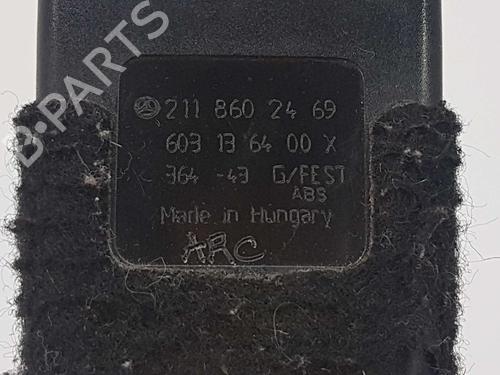 211 860 24 69
603 13 64 00 X
364 -43 G/FEST
ABS
Made in Hungary
ARC
B-PARTS